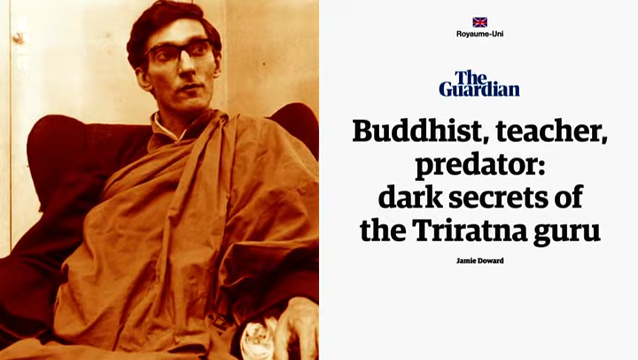 Royaume-Uni
The
Guardian
Buddhist, teacher,
predator:
dark secrets of
the Triratna guru
Jamie Doward